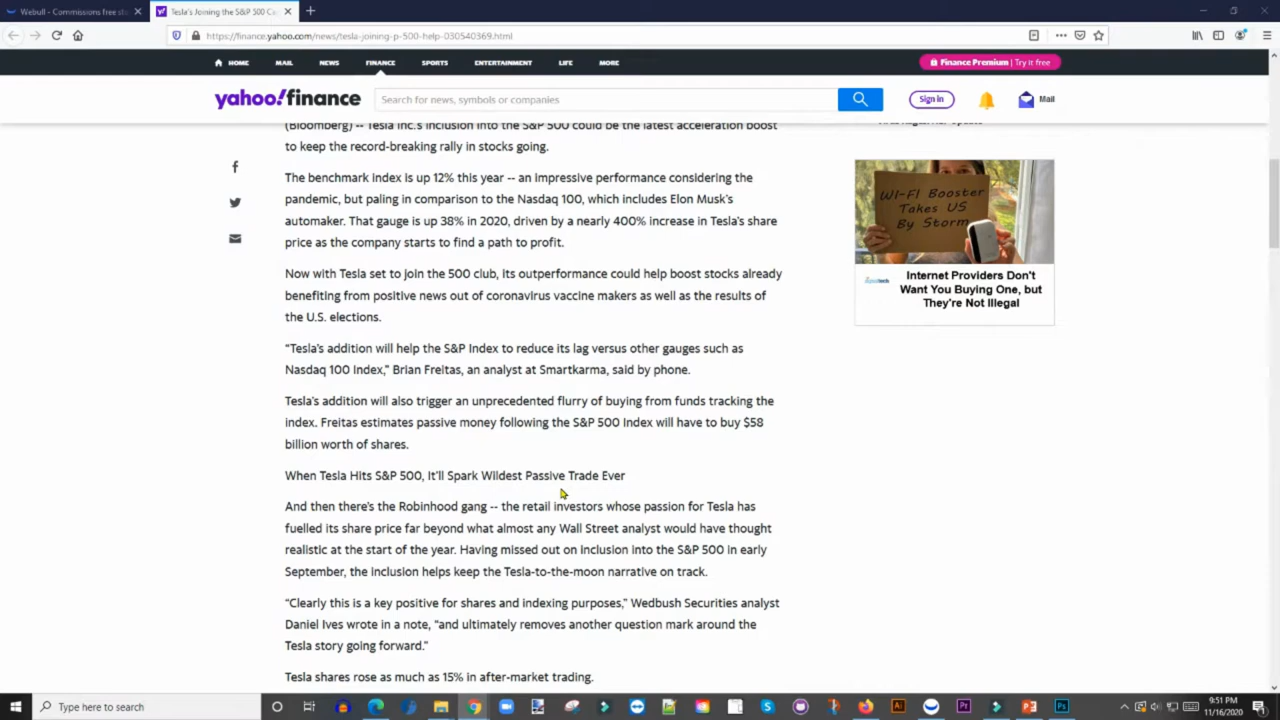 Webull - Commissions free st
Tesla's Joining the S&P 500 Ca
https://finance.yahoo.com/news/tesla-joining-p-500-help-030540369.html
HOME MAIL NEWS FINANCE SPORTS ENTERTAINMENT LIFE MORE
Finance Premium | Try it free
yahoo!finance
Search for news, symbols or companies
Sign in
Mail
(Bloomberg) -- Tesla Inc.'s inclusion into the S&P 500 could be the latest acceleration boost
to keep the record-breaking rally in stocks going.
The benchmark index is up 12% this year -- an impressive performance considering the
pandemic, but paling in comparison to the Nasdaq 100, which includes Elon Musk's
automaker. That gauge is up 38% in 2020, driven by a nearly 400% increase in Tesla's share
price as the company starts to find a path to profit.
Now with Tesla set to join the 500 club, its outperformance could help boost stocks already
benefiting from positive news out of coronavirus vaccine makers as well as the results of
the U.S. elections.
“Tesla's addition will help the S&P Index to reduce its lag versus other gauges such as
Nasdaq 100 Index,” Brian Freitas, an analyst at Smartkarma, said by phone.
Tesla's addition will also trigger an unprecedented flurry of buying from funds tracking the
index. Freitas estimates passive money following the S&P 500 Index will have to buy $58
billion worth of shares.
When Tesla Hits S&P 500, It'll Spark Wildest Passive Trade Ever
And then there's the Robinhood gang -- the retail investors whose passion for Tesla has
fuelled its share price far beyond what almost any Wall Street analyst would have thought
realistic at the start of the year. Having missed out on inclusion into the S&P 500 in early
September, the inclusion helps keep the Tesla-to-the-moon narrative on track.
“Clearly this is a key positive for shares and indexing purposes,” Wedbush Securities analyst
Daniel Ives wrote in a note, “and ultimately removes another question mark around the
Tesla story going forward.”
Tesla shares rose as much as 15% in after-market trading.
WI-FI BOOSTER
TAKES US
BY STORM
Internet Providers Don't
Want You Buying One, but
They're Not Illegal
Type here to search
9:51 PM
11/16/2020